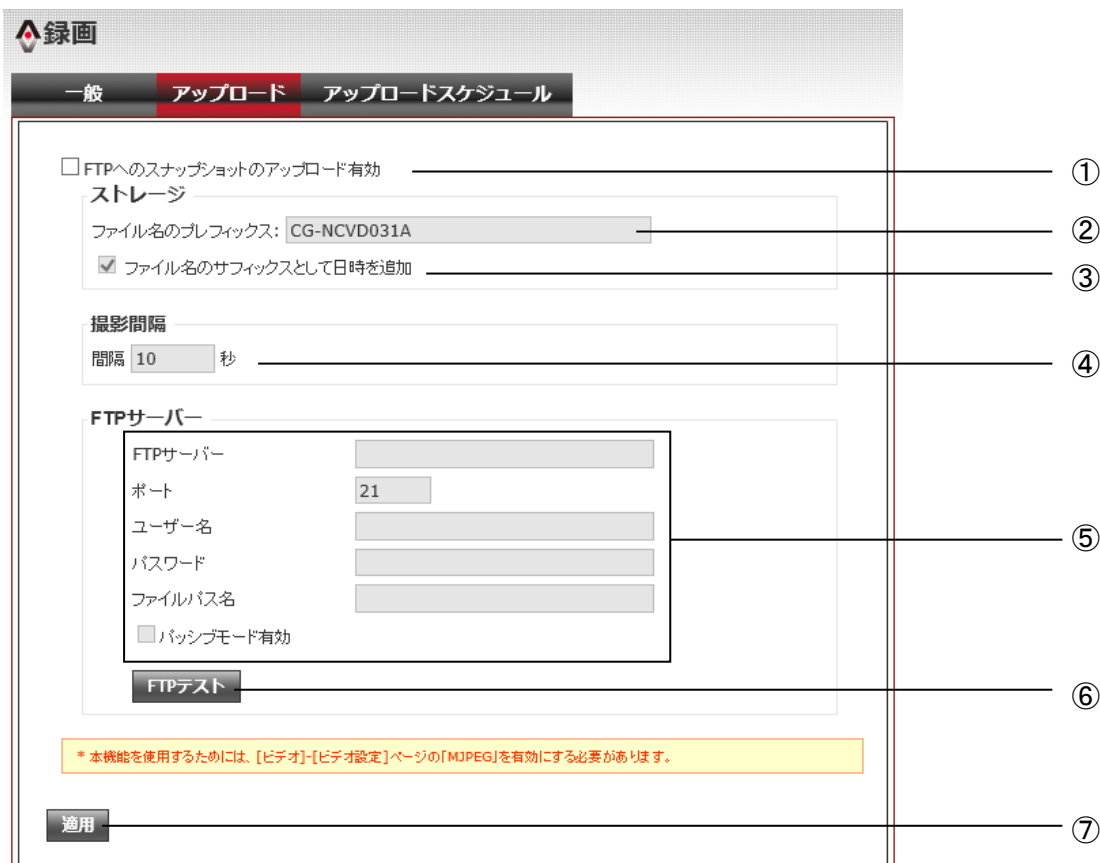 録画
一般 アップロード アップロードスケジュール
FTPへのスナップショットのアップロード有効 ①
ストレージ
ファイル名のプレフィックス: CG-NCVD031A ②
ファイル名のサフィックスとして日時を追加 ③
撮影間隔
間隔 10 秒 ④
FTPサーバー
FTPサーバー
ポート 21
ユーザー名 ⑤
パスワード
ファイルパス名
パッシブモード有効
FTPテスト ⑥
* 本機能を使用するためには、[ビデオ]-[ビデオ設定]ページの「MJPEG」を有効にする必要があります。
適用 ⑦